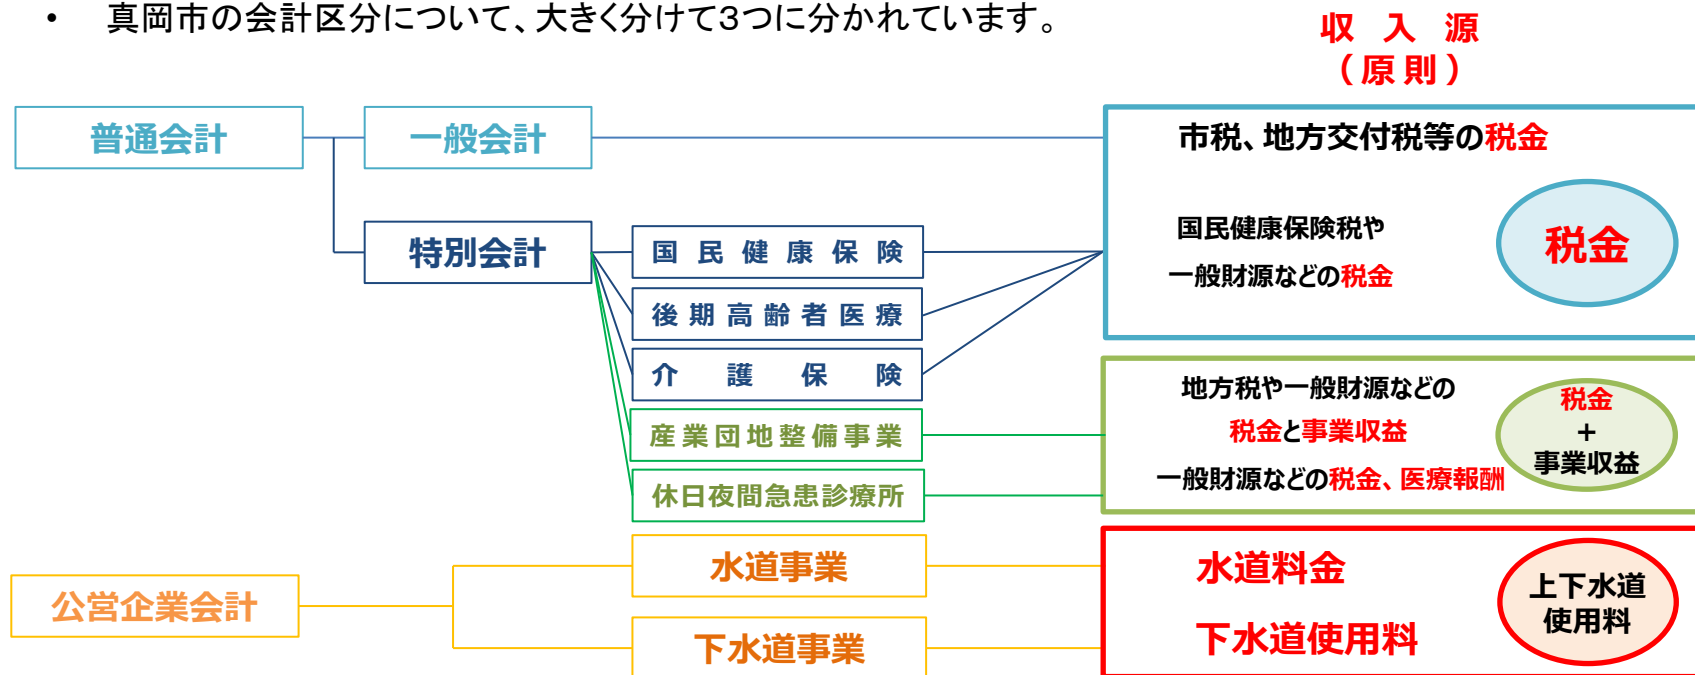 • 真岡市の会計区分について、大きく分けて３つに分かれています。
収 入 源
（ 原 則 ）
普通会計
一般会計
市税、地方交付税等の税金
特別会計
国 民 健 康 保 険
国民健康保険税や
一般財源などの税金
税金
後 期 高 齢 者 医 療
介 護 保 険
産 業 団 地 整 備 事 業
地方税や一般財源などの
税金と事業収益
税金
+
事業収益
休日夜間急患診療所
一般財源などの税金、医療報酬
公営企業会計
水道事業
水道料金
上下水道
使用料
下水道事業
下水道使用料